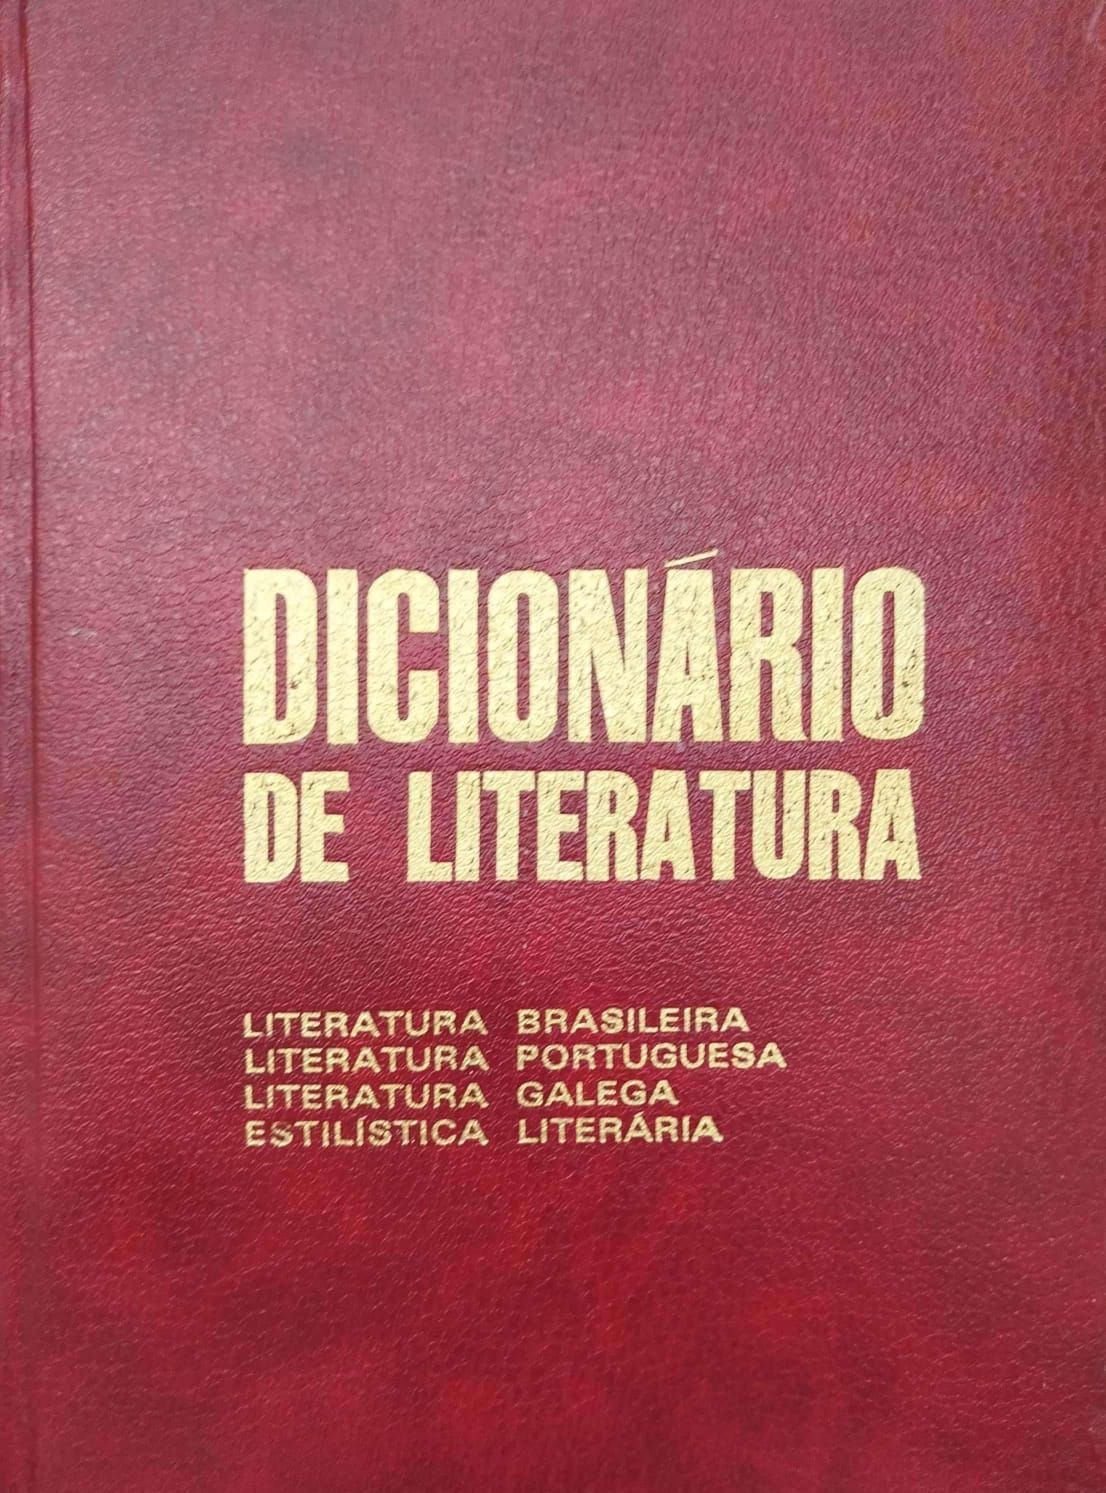 DICIONÁRIO
DE LITERATURA
LITERATURA BRASILEIRA
LITERATURA PORTUGUESA
LITERATURA GALEGA
ESTILÍSTICA LITERÁRIA